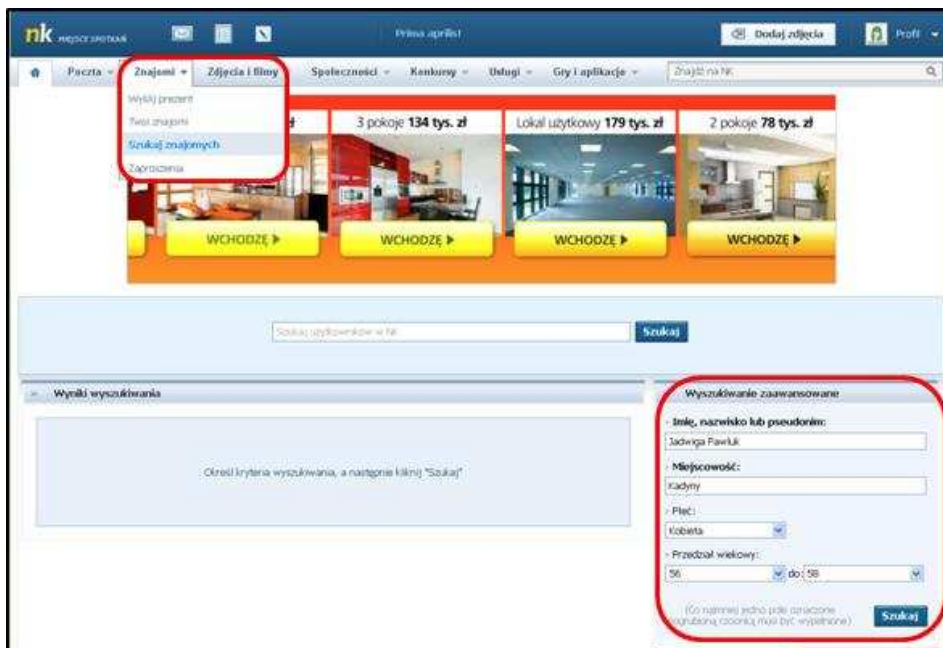 nk MIEJSCE SPOTKAŃ
Prima aprilis!
Dodaj zdjęcia
Profil
Poczta
Znajomi
Zdjęcia i filmy
Społeczności
Konkursy
Usługi
Gry i aplikacje
Znajdź na NK
Wyślij prezent
Twoi znajomi
Szukaj znajomych
Zaproszenia
3 pokoje 134 tys. zł
Lokal użytkowy 179 tys. zł
2 pokoje 78 tys. zł
WCHODZĘ
WCHODZĘ
WCHODZĘ
WCHODZĘ
Szukaj użytkowników w NK
Szukaj
Wyniki wyszukiwania
Określ kryteria wyszukiwania, a następnie kliknij "Szukaj"
Wyszukiwanie zaawansowane
Imię, nazwisko lub pseudonim:
Jadwiga Pawluk
Miejscowość:
Kadyny
Płeć:
Kobieta
Przedział wiekowy:
56 do: 58
(Co najmniej jedno pole oznaczone
pogrubioną czcionką musi być wypełnione)
Szukaj